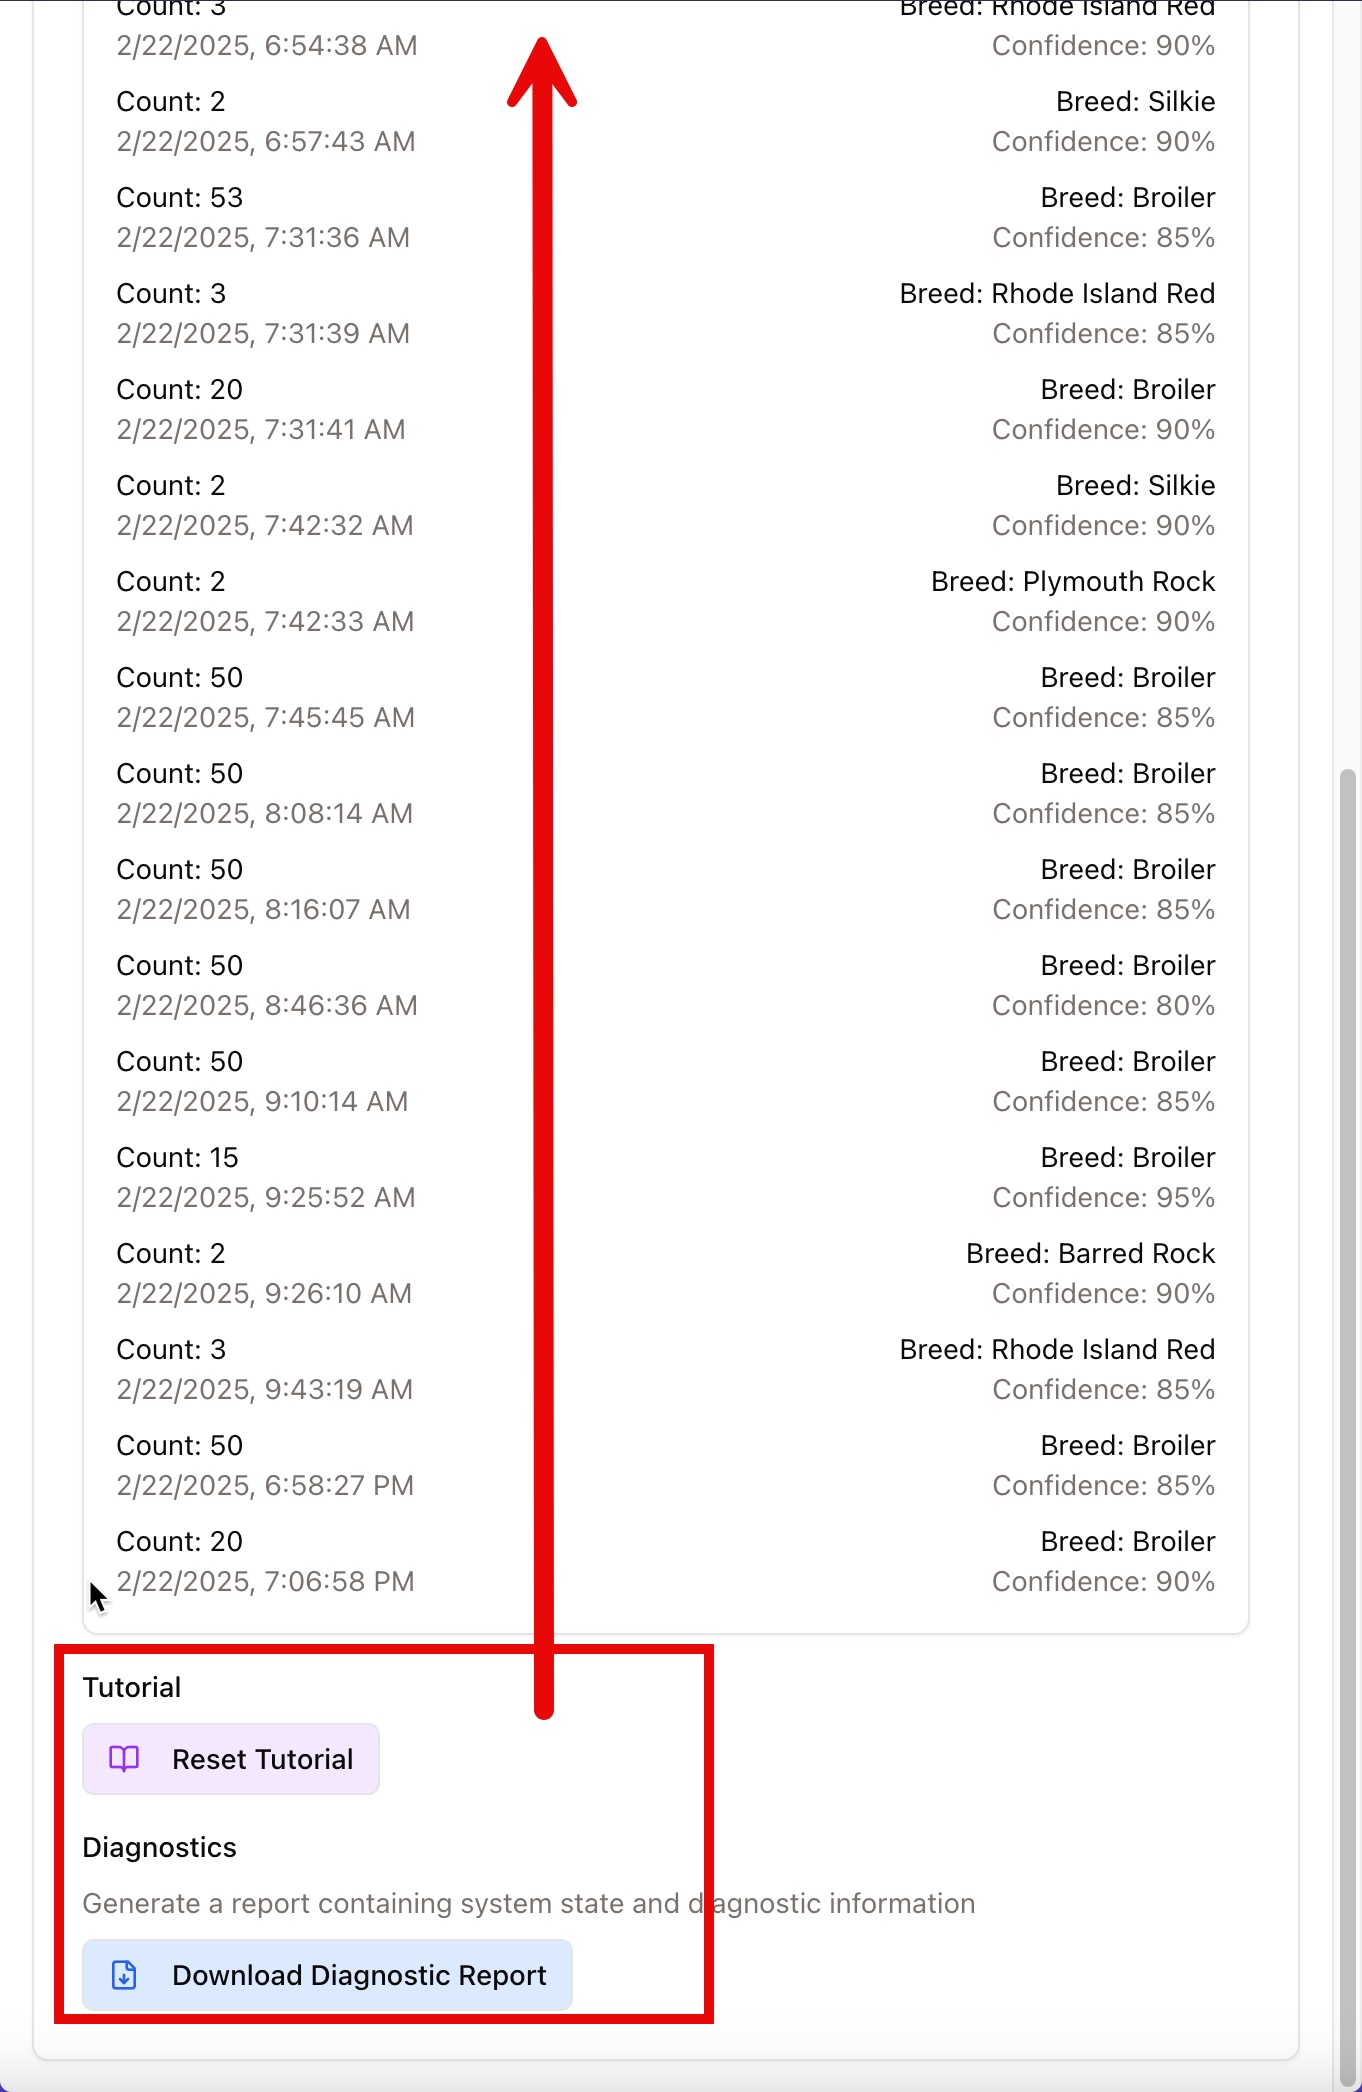 Count: 3
Breed: Rhode Island Red
2/22/2025, 6:54:38 AM
Confidence: 90%
Count: 2
Breed: Silkie
2/22/2025, 6:57:43 AM
Confidence: 90%
Count: 53
Breed: Broiler
2/22/2025, 7:31:36 AM
Confidence: 85%
Count: 3
Breed: Rhode Island Red
2/22/2025, 7:31:39 AM
Confidence: 85%
Count: 20
Breed: Broiler
2/22/2025, 7:31:41 AM
Confidence: 90%
Count: 2
Breed: Silkie
2/22/2025, 7:42:32 AM
Confidence: 90%
Count: 2
Breed: Plymouth Rock
2/22/2025, 7:42:33 AM
Confidence: 90%
Count: 50
Breed: Broiler
2/22/2025, 7:45:45 AM
Confidence: 85%
Count: 50
Breed: Broiler
2/22/2025, 8:08:14 AM
Confidence: 85%
Count: 50
Breed: Broiler
2/22/2025, 8:16:07 AM
Confidence: 85%
Count: 50
Breed: Broiler
2/22/2025, 8:46:36 AM
Confidence: 80%
Count: 50
Breed: Broiler
2/22/2025, 9:10:14 AM
Confidence: 85%
Count: 15
Breed: Broiler
2/22/2025, 9:25:52 AM
Confidence: 95%
Count: 2
Breed: Barred Rock
2/22/2025, 9:26:10 AM
Confidence: 90%
Count: 3
Breed: Rhode Island Red
2/22/2025, 9:43:19 AM
Confidence: 85%
Count: 50
Breed: Broiler
2/22/2025, 6:58:27 PM
Confidence: 85%
Count: 20
Breed: Broiler
2/22/2025, 7:06:58 PM
Confidence: 90%
Tutorial
Reset Tutorial
Diagnostics
Generate a report containing system state and diagnostic information
Download Diagnostic Report